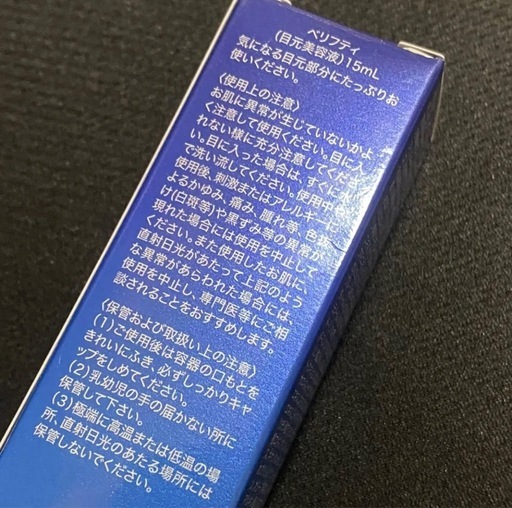 ベリフティ
(目元美容液)15mL
気になる目元部分にたっぷりお
使いください。
〈使用上の注意〉
お肌に異常が生じていないかよ
く注意して使用ください。目に入
れない様に充分注意してくださ
い。目に入った場合は、すぐに水
で洗い流してください。使用中や
使用後、刺激またはアレルギーに
よるかゆみ、痛み、腫れ等、色抜
け(白斑等)や黒ずみ等の異常が
現れた場合には使用を中止して
ください。また使用したお肌に、
直射日光があたって上記のよう
な異常があらわれた場合には、
使用を中止し、専門医等にご相
談されることをおすすめします。
〈保管および取扱い上の注意〉
(1)ご使用後は容器の口もとを
きれいにふき、必ずしっかりキャ
ップをしめてください。
(2)乳幼児の手の届かない所に
保管して下さい。
(3)極端に高温または低温の場
所、直射日光のあたる場所には
保管しないでください。